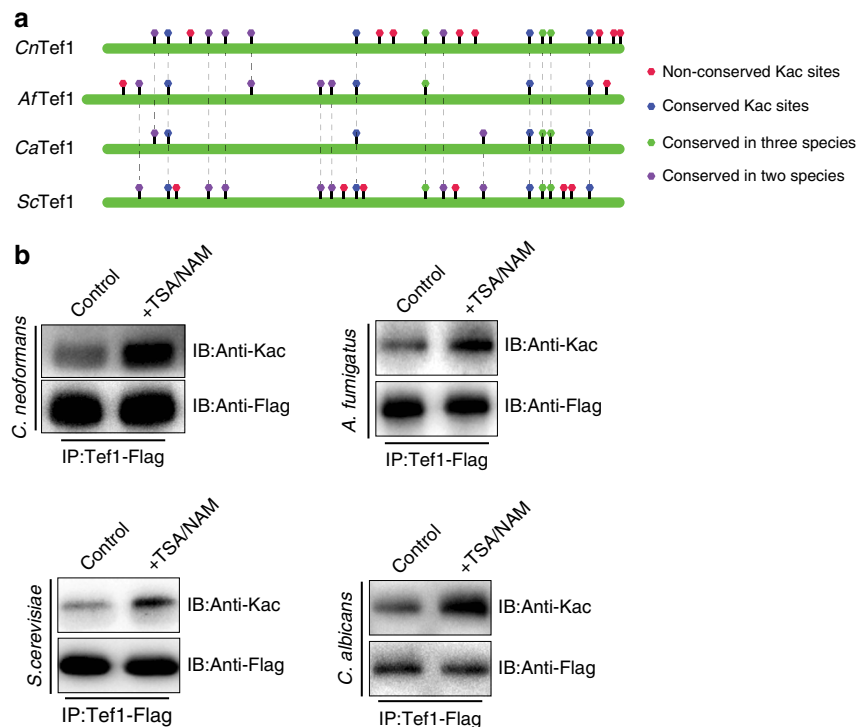 a
CnTef1
AfTef1
CaTef1
ScTef1
Non-conserved Kac sites
Conserved Kac sites
Conserved in three species
Conserved in two species
b
Control
+TSA/NAM
C. neoformans
IB:Anti-Kac
IB:Anti-Flag
IP:Tef1-Flag
Control
+TSA/NAM
A. fumigatus
IB:Anti-Kac
IB:Anti-Flag
IP:Tef1-Flag
Control
+TSA/NAM
S.cerevisiae
IB:Anti-Kac
IB:Anti-Flag
IP:Tef1-Flag
Control
+TSA/NAM
C. albicans
IB:Anti-Kac
IB:Anti-Flag
IP:Tef1-Flag